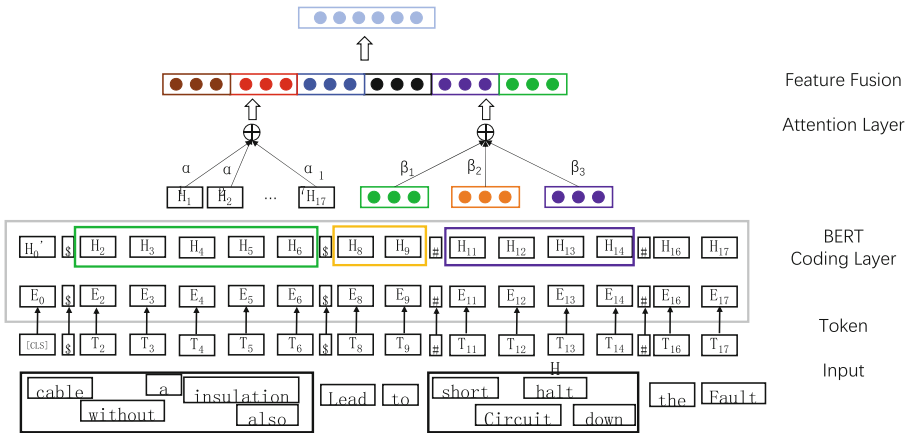 Feature Fusion
Attention Layer
α α α 1 β1 β2 β3
H1 H2 ... H17
H0' $ H2 H3 H4 H5 H6 $ H8 H9 # H11 H12 H13 H14 # H16 H17
BERT
Coding Layer
E0 $ E2 E3 E4 E5 E6 $ E8 E9 # E11 E12 E13 E14 # E16 E17
Token
[CLS] $ T2 T3 T4 T5 T6 $ T8 T9 # T11 T12 T13 T14 # T16 T17
Input
H
cable a insulation Lead to short halt the Fault
without also Circuit down